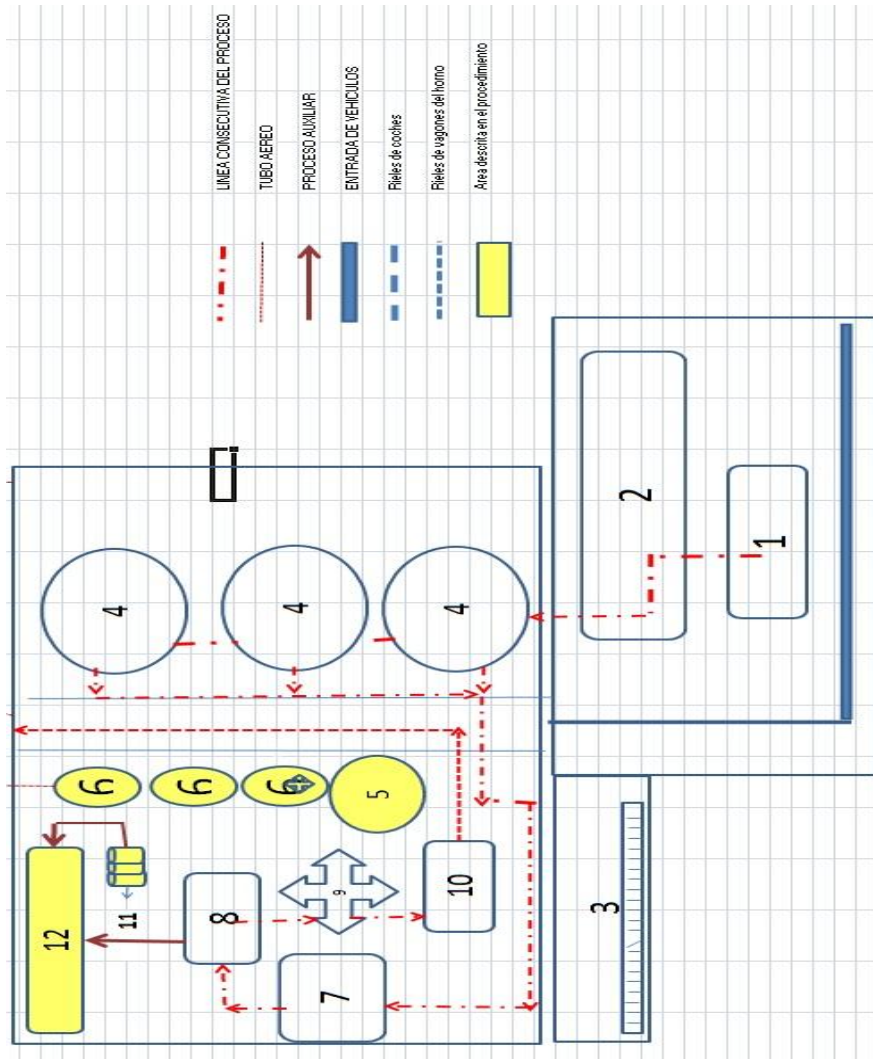 LINEA CONSECUTIVA DEL PROCESO
TUBO AEREO
PROCESO AUXILIAR
ENTRADA DE VEHICULOS
Rieles de coches
Rieles de vagones del horno
Area descrita en el procedimiento
4
4
4
2
1
6
6
6
5
12
11
8
9
10
7
3